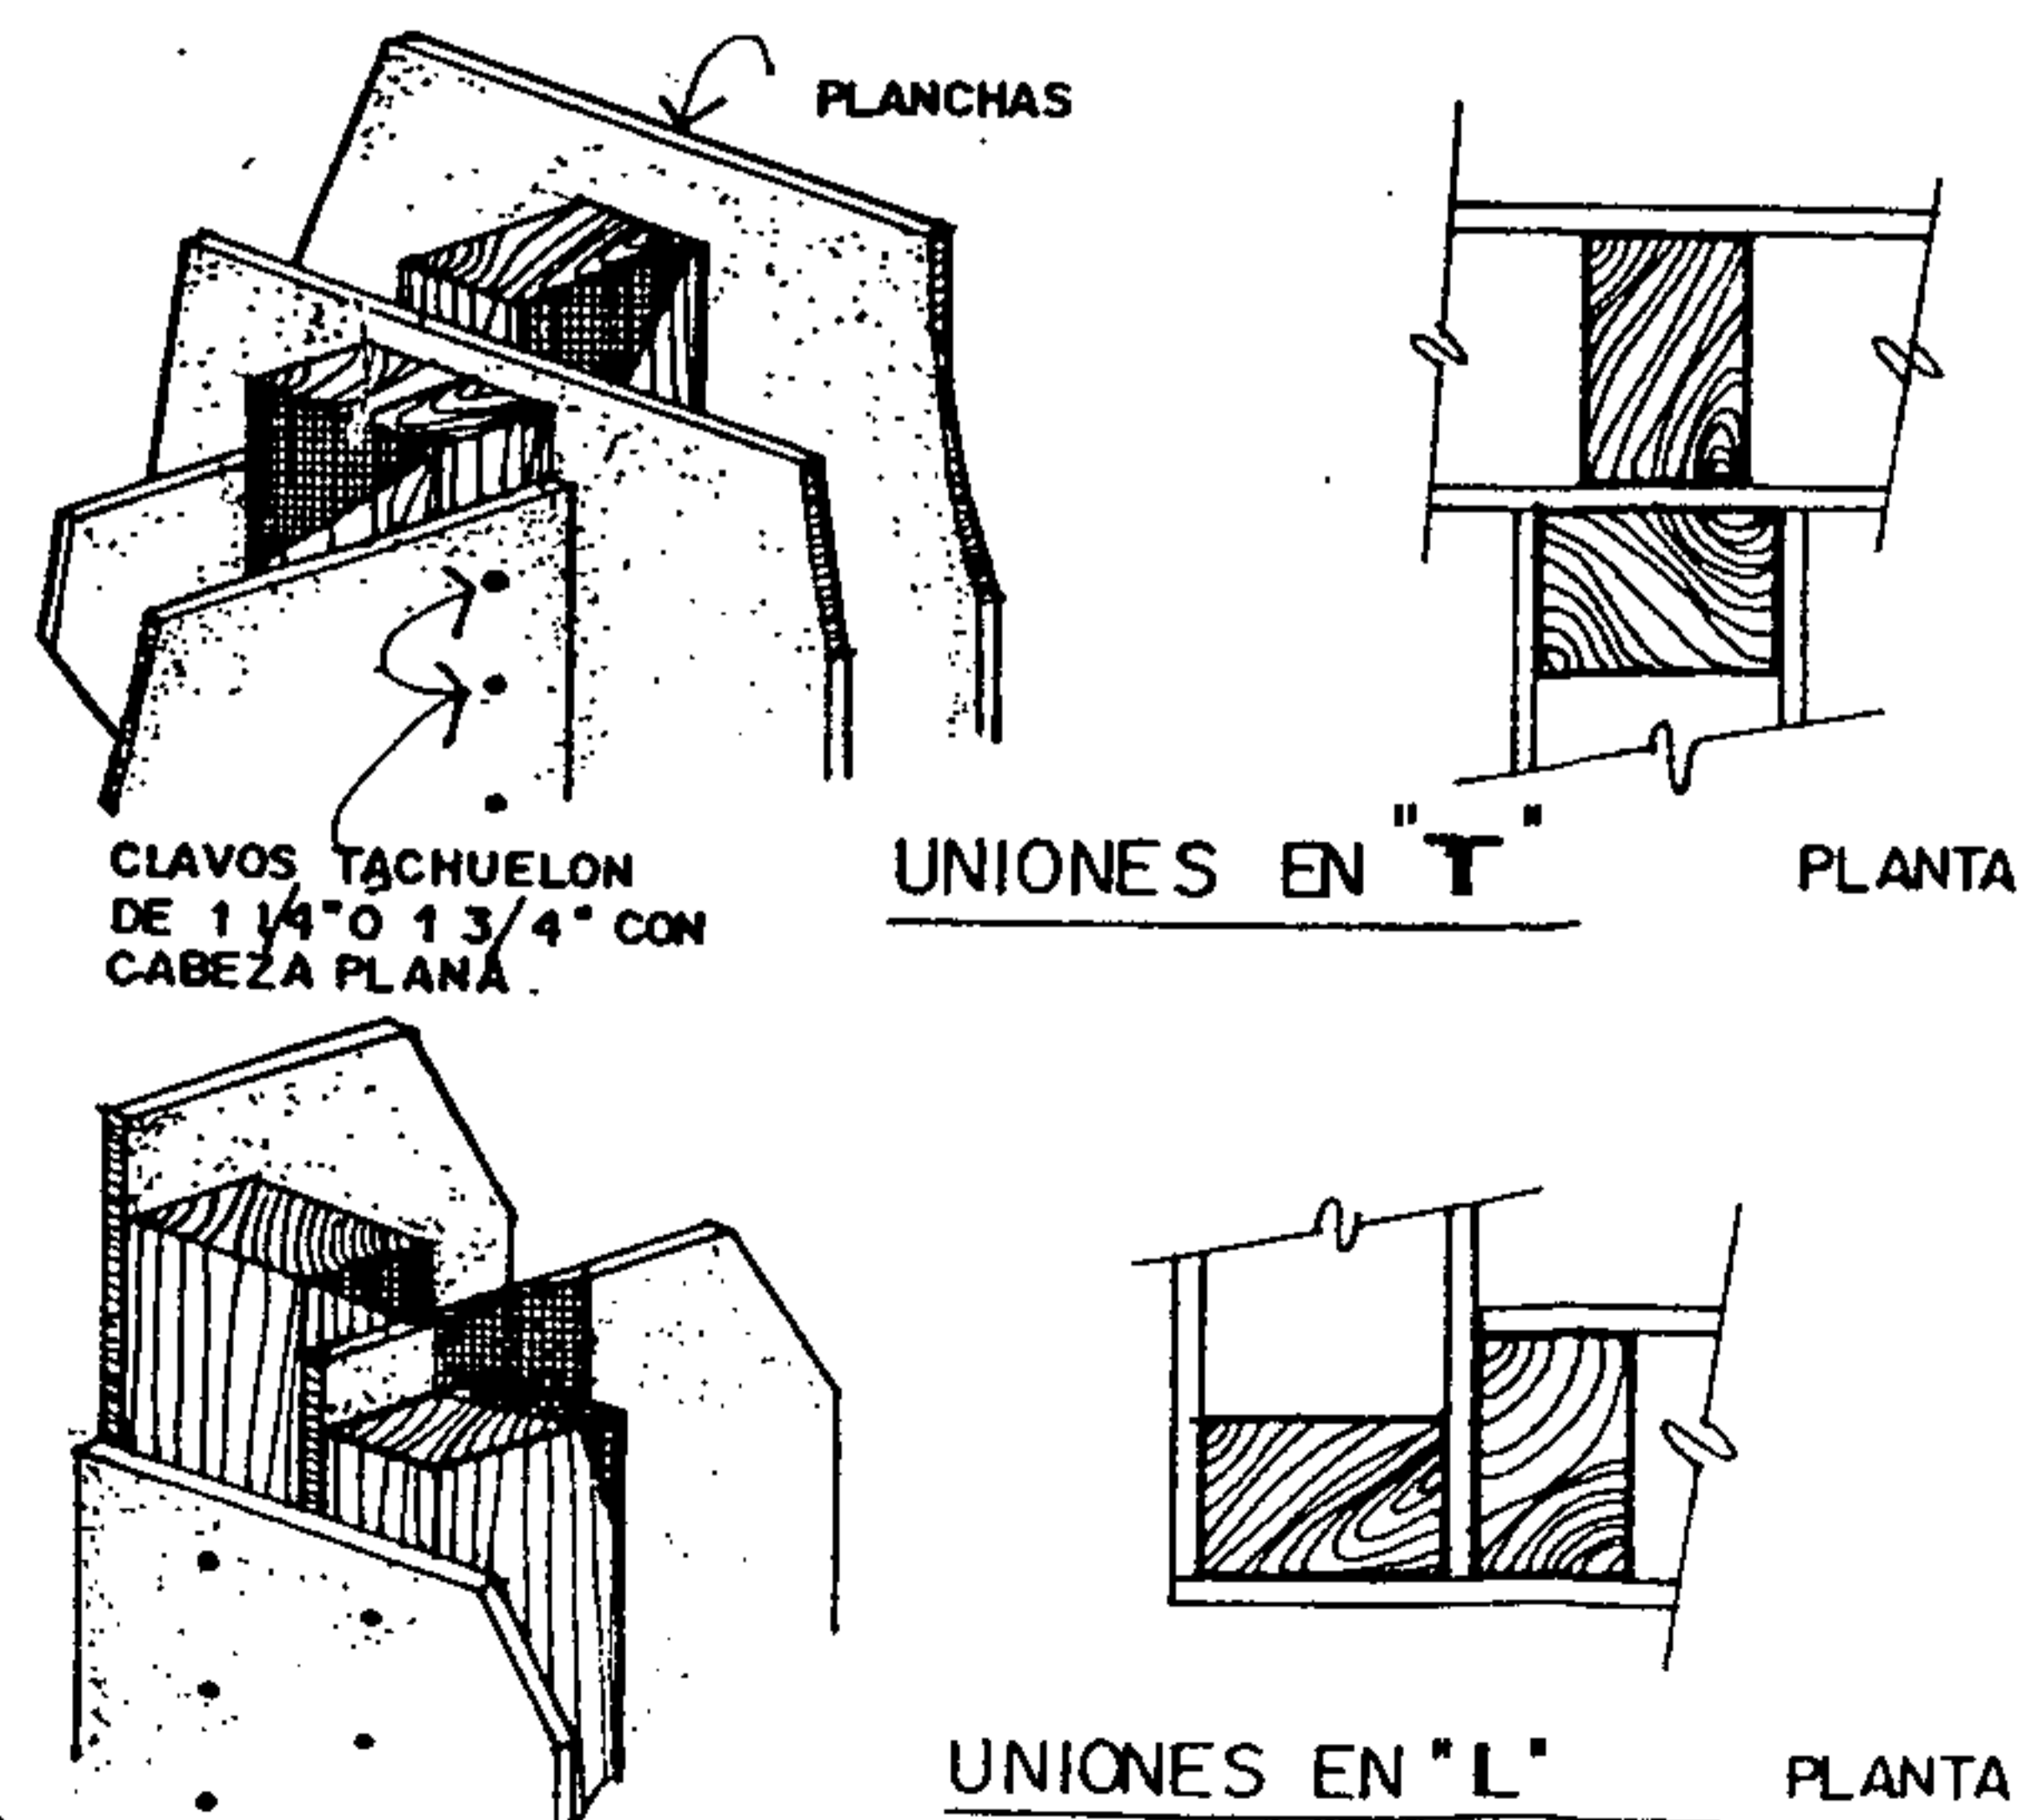 PLANCHAS
CLAVOS TACHUELON
DE 1 1/4" Ó 1 3/4" CON
CABEZA PLANA
UNIONES EN "T"
PLANTA
UNIONES EN "L"
PLANTA